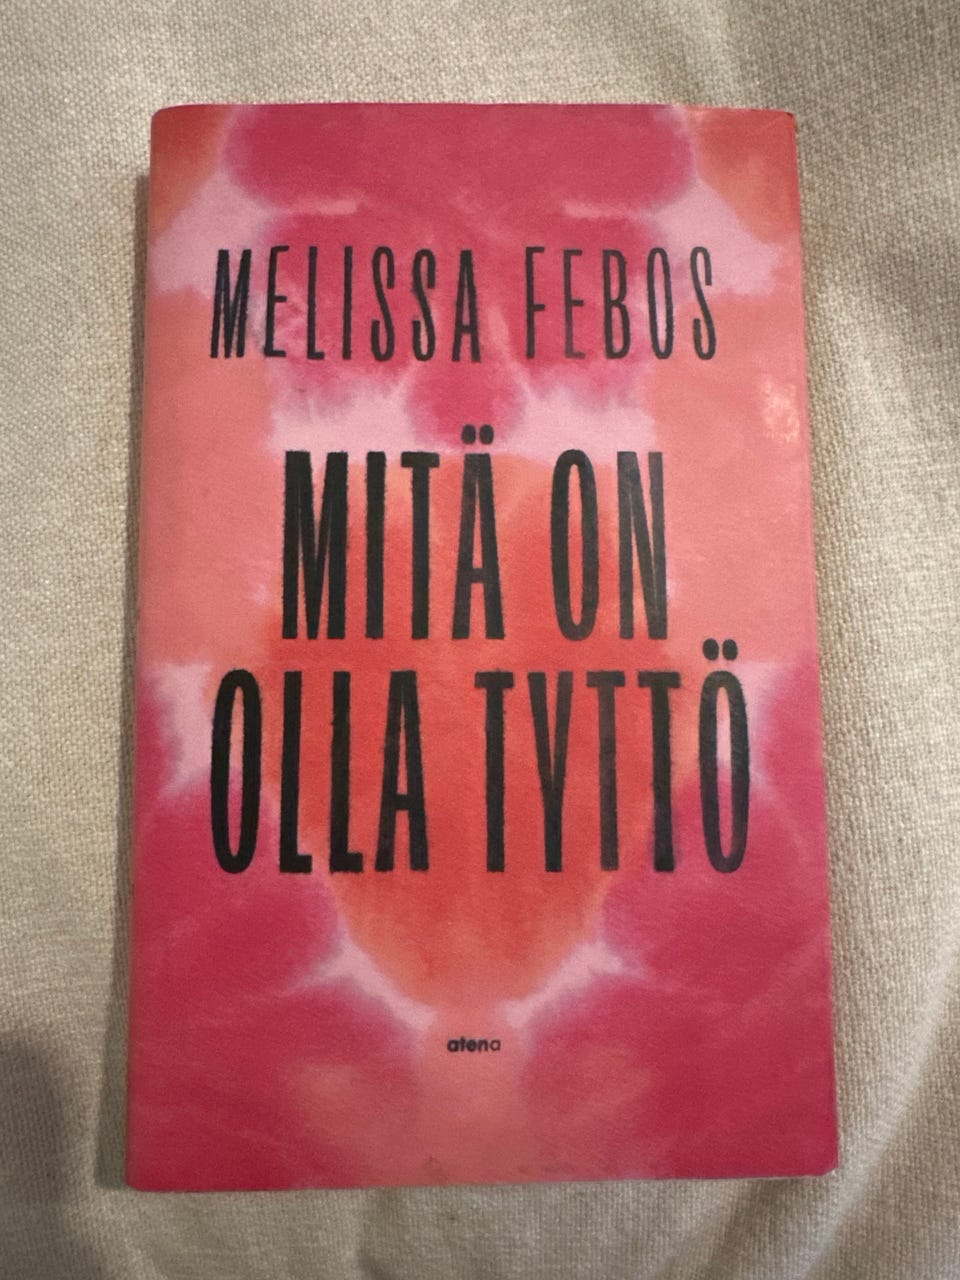 MELISSA FEBOS
MITÄ ON
OLLA TYTTÖ
atena